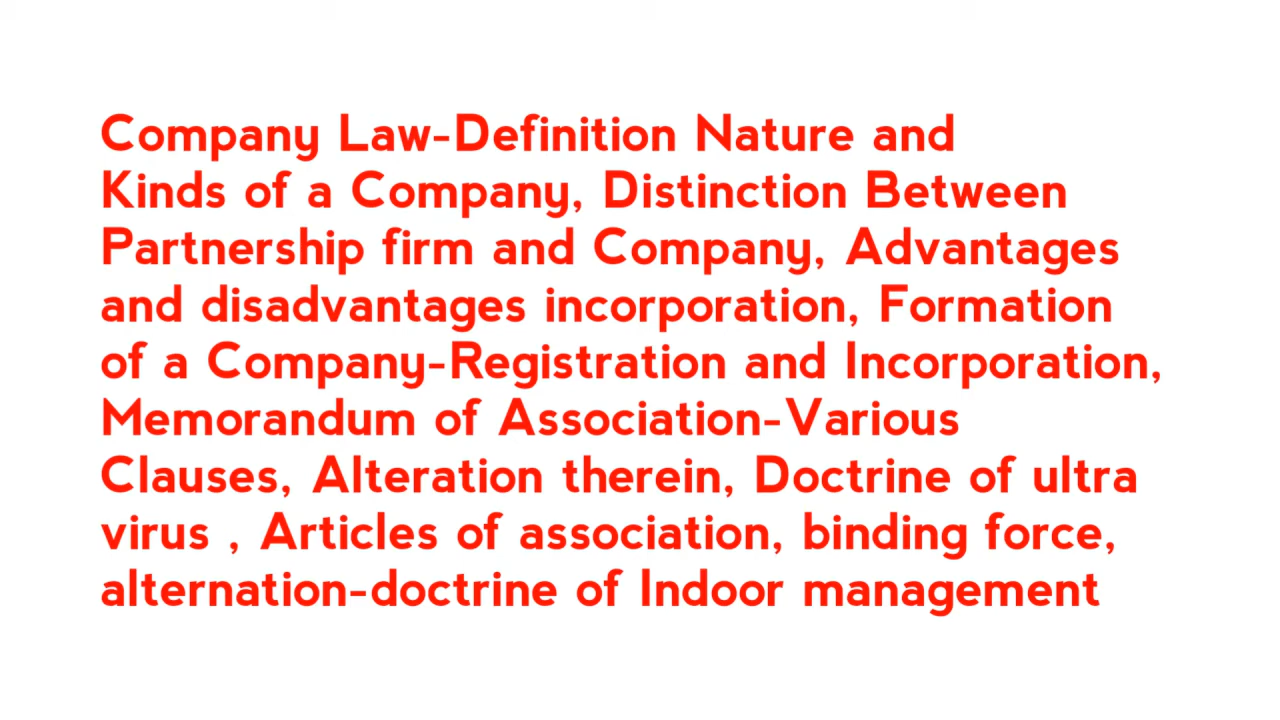 Company Law-Definition Nature and
Kinds of a Company, Distinction Between
Partnership firm and Company, Advantages
and disadvantages incorporation, Formation
of a Company-Registration and Incorporation,
Memorandum of Association-Various
Clauses, Alteration therein, Doctrine of ultra
virus , Articles of association, binding force,
alternation-doctrine of Indoor management